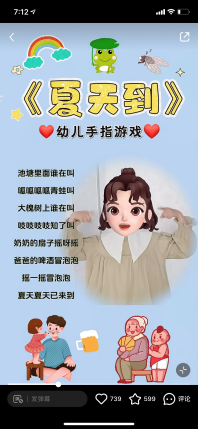 7:12
《夏天到》
❤️幼儿手指游戏❤️
池塘里面谁在叫
呱呱呱呱青蛙叫
大槐树上谁在叫
吱吱吱吱知了叫
奶奶的扇子摇呀摇
爸爸的啤酒冒泡泡
摇一摇冒泡泡
夏天夏天已来到
发弹幕
739
599
评论